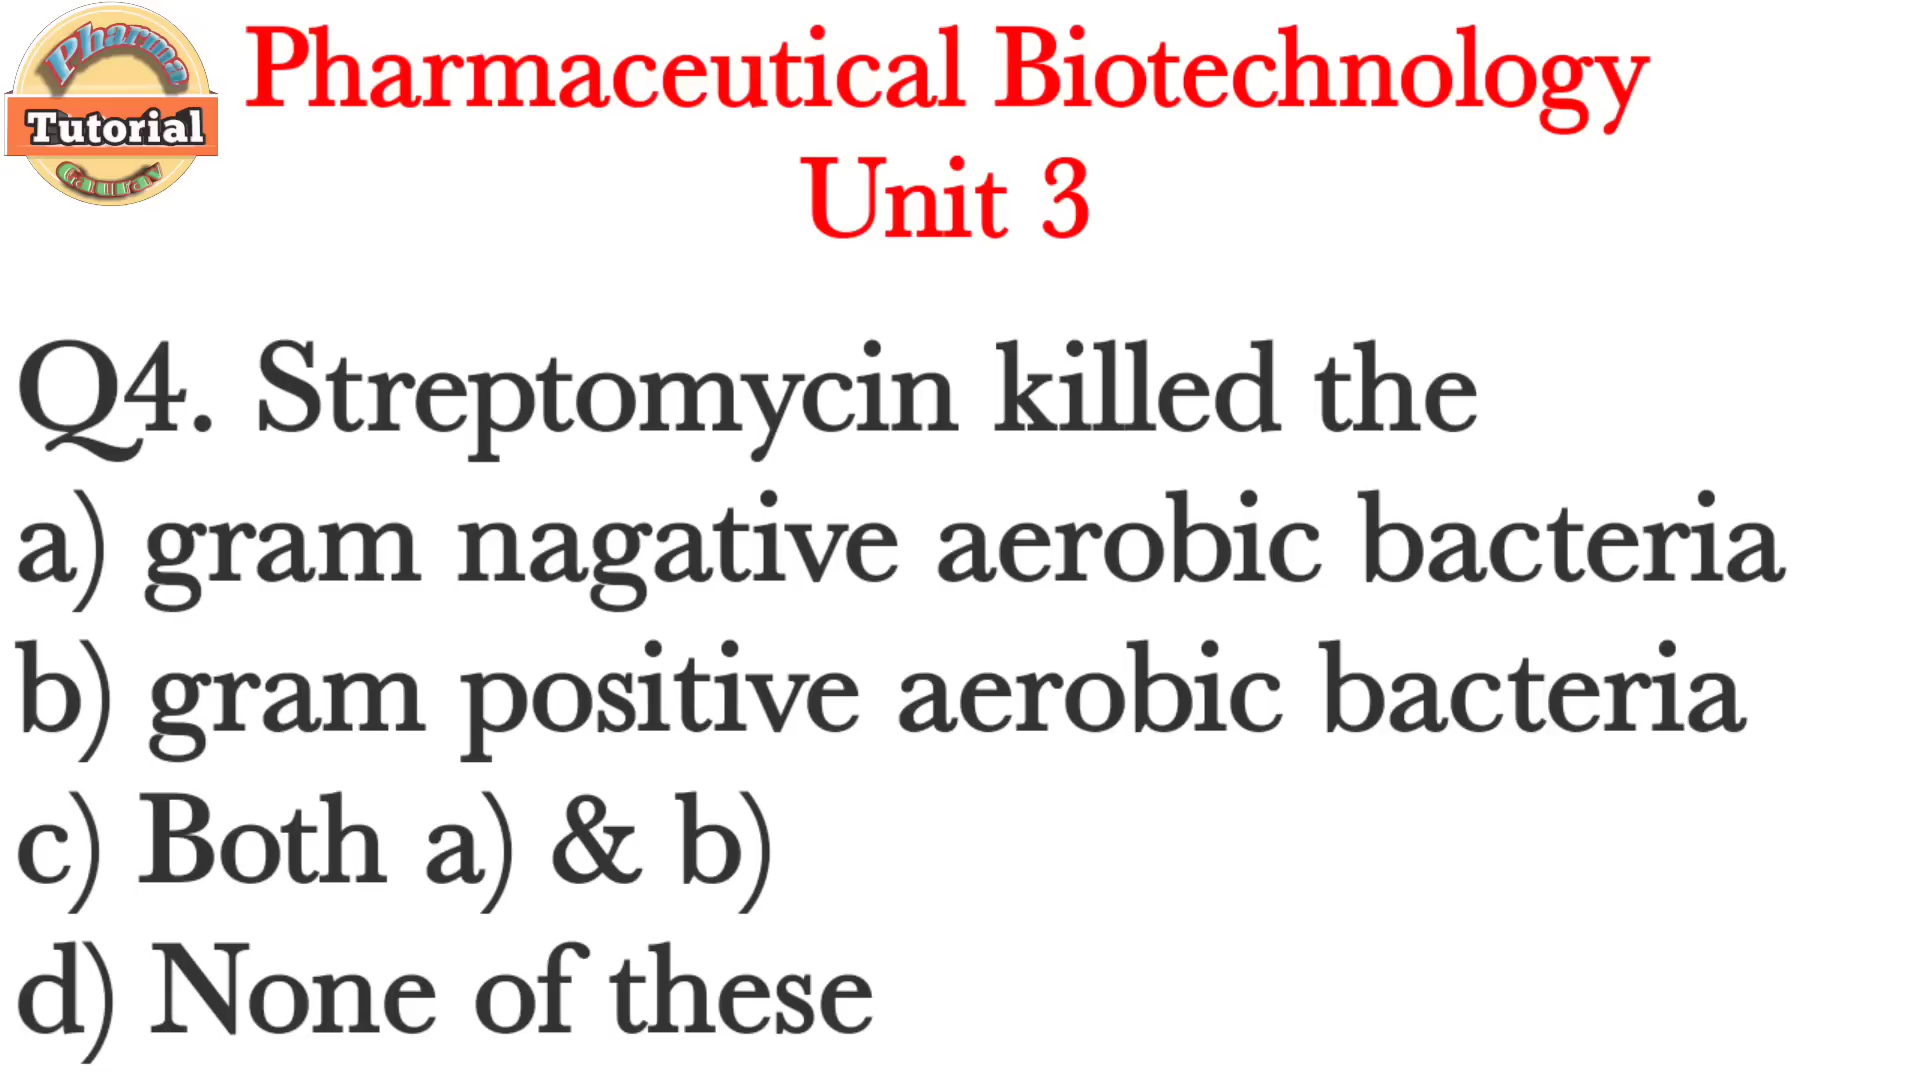 Pharma
Tutorial
Gaurav
Pharmaceutical Biotechnology
Unit 3
Q4. Streptomycin killed the
a) gram nagative aerobic bacteria
b) gram positive aerobic bacteria
c) Both a) & b)
d) None of these